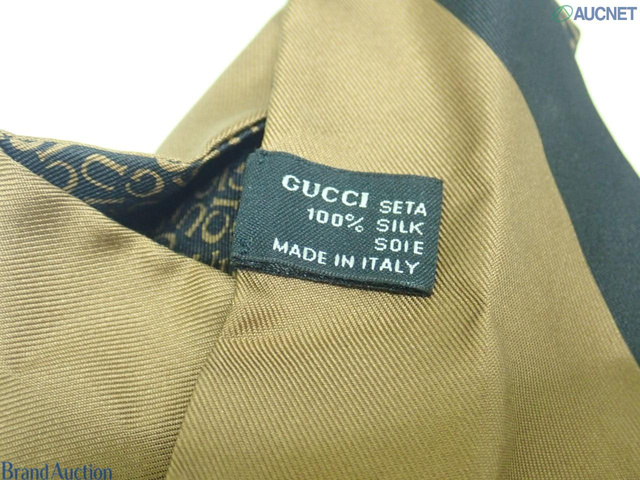 AUCNET
GUCCI SETA
100% SILK
SOIE
MADE IN ITALY
Brand Auction